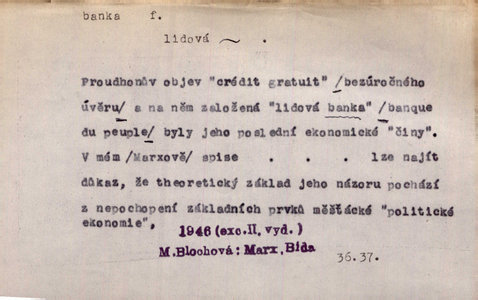 banka f.
lidová ~ .
Proudhonův objev "crédit gratuit" /bezúročného
úvěru/ a na něm založená "lidová banka" /banque
du peuple/ byly jeho poslední ekonomické "činy".
V mém /Marxově/ spise . . . lze najít
důkaz, že theoretický základ jeho názoru pochází
z nepochopení základních prvků měšťácké "politické
ekonomie",
1946 (exc.II, vyd.)
M.Blochová: Marx, Bída
36.37.